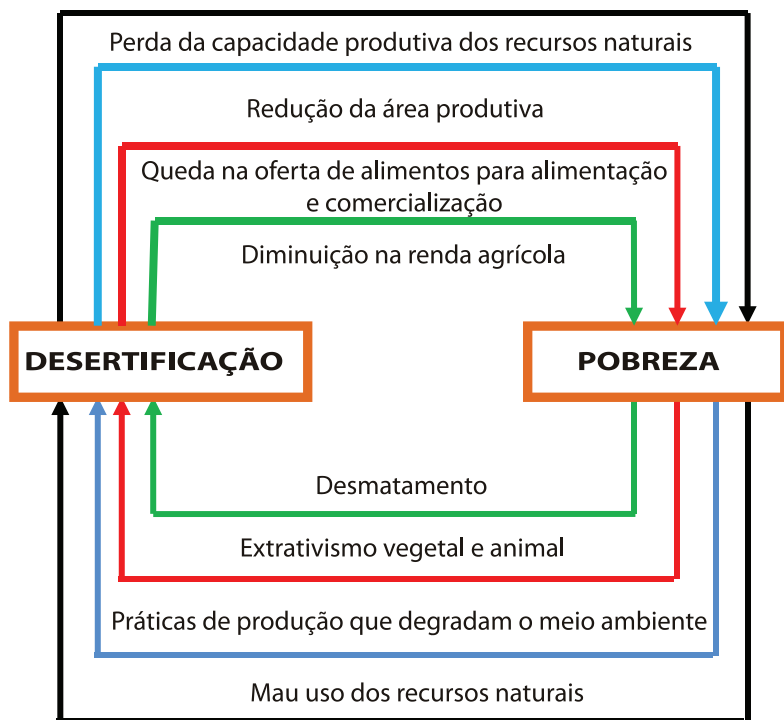 Perda da capacidade produtiva dos recursos naturais
Redução da área produtiva
Queda na oferta de alimentos para alimentação
e comercialização
Diminuição na renda agrícola
DESERTIFICAÇÃO
POBREZA
Desmatamento
Extrativismo vegetal e animal
Práticas de produção que degradam o meio ambiente
Mau uso dos recursos naturais